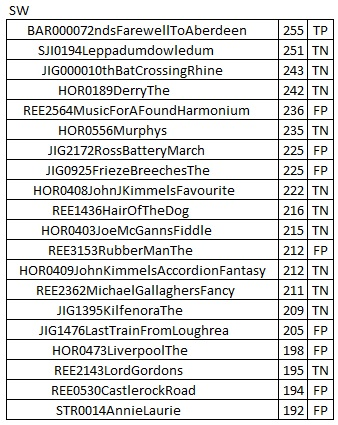 SW
BAR000072ndsFarewellToAberdeen 255 TP
SJI0194Leppadumdowledum 251 TN
JIG000010thBatCrossingRhine 243 TN
HOR0189DerryThe 242 TN
REE2564MusicForAFoundHarmonium 236 FP
HOR0556Murphys 235 TN
JIG2172RossBatteryMarch 225 FP
JIG0925FriezeBreechesThe 225 FP
HOR0408JohnJKimmelsFavourite 222 TN
REE1436HairOfTheDog 216 TN
HOR0403JoeMcGannsFiddle 215 TN
REE3153RubberManThe 212 FP
HOR0409JohnKimmelsAccordionFantasy 212 TN
REE2362MichaelGallaghersFancy 211 TN
JIG1395KilfenoraThe 209 TN
JIG1476LastTrainFromLoughrea 205 FP
HOR0473LiverpoolThe 198 FP
REE2143LordGordons 195 TN
REE0530CastlerockRoad 194 FP
STR0014AnnieLaurie 192 FP